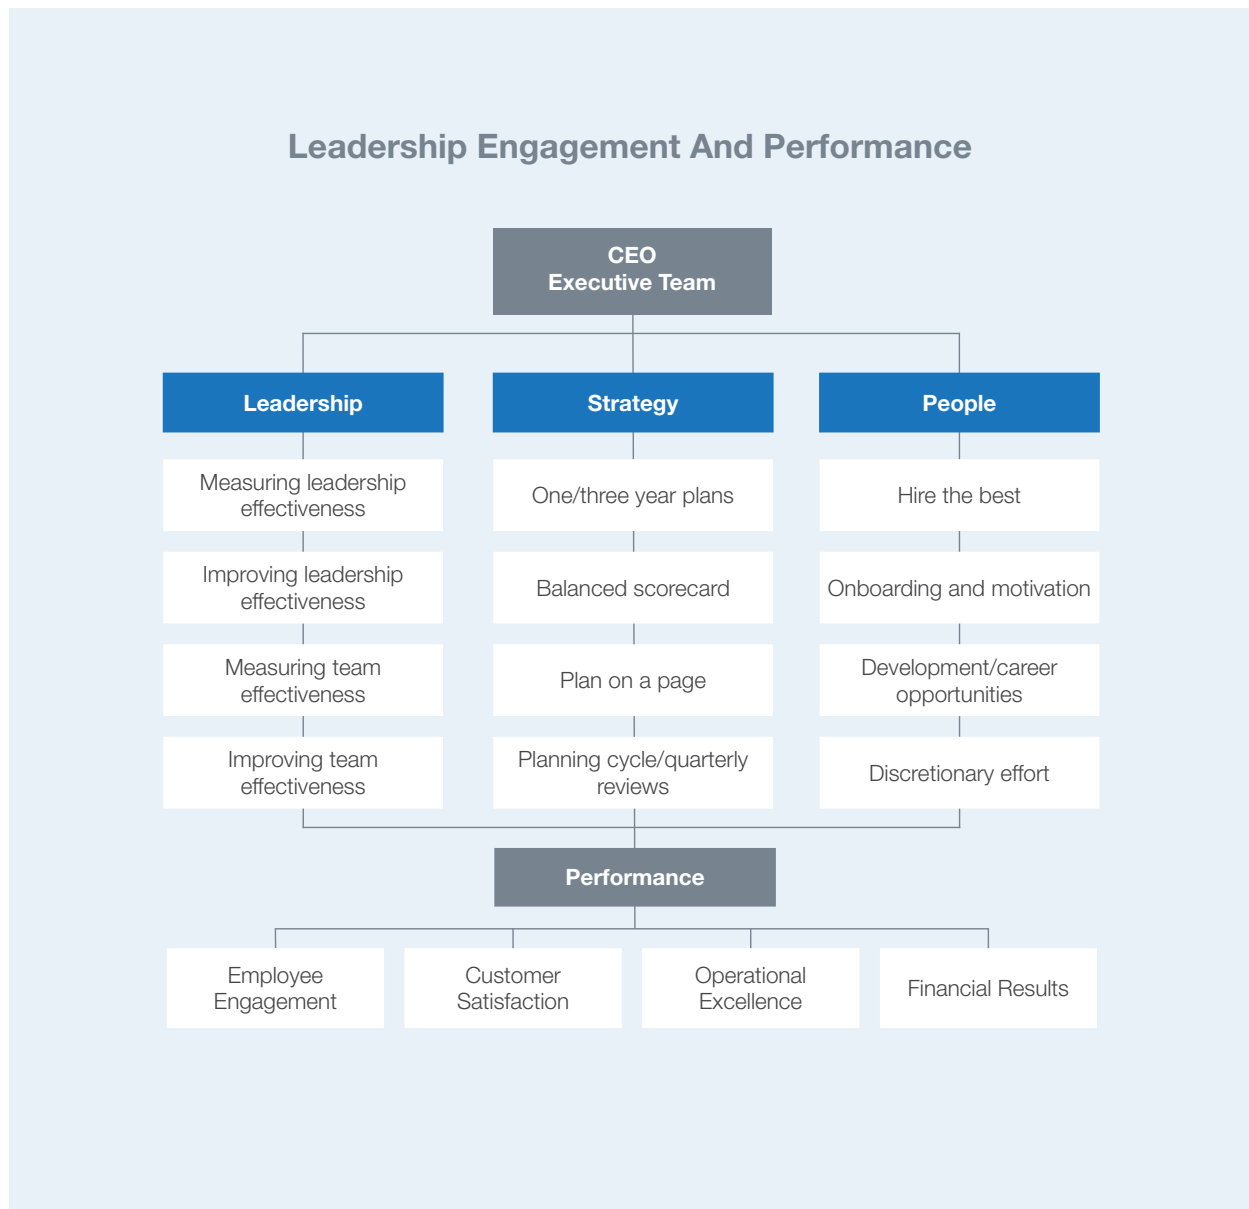 Leadership Engagement And Performance
CEO
Executive Team
Leadership
Strategy
People
Measuring leadership
effectiveness
One/three year plans
Hire the best
Improving leadership
effectiveness
Balanced scorecard
Onboarding and motivation
Measuring team
effectiveness
Plan on a page
Development/career
opportunities
Improving team
effectiveness
Planning cycle/quarterly
reviews
Discretionary effort
Performance
Employee
Engagement
Customer
Satisfaction
Operational
Excellence
Financial Results